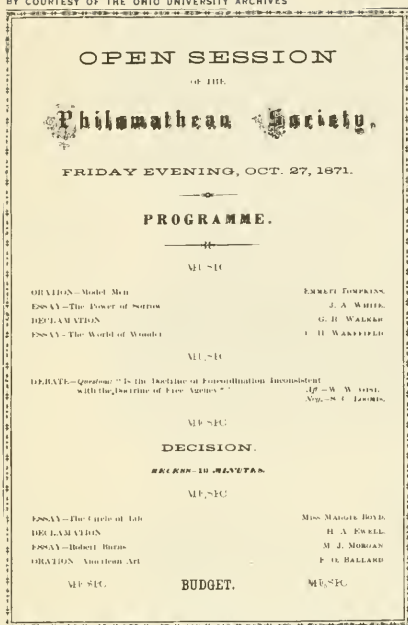 BY COURTESY OF THE OHIO UNIVERSITY ARCHIVES
OPEN SESSION
OF THE
Philomathean Society,
FRIDAY EVENING, OCT. 27, 1871.
PROGRAMME.
MUSIC
ORATION—Model Men EMMETT TOMPKINS.
ESSAY—The Power of Sorrow J. A. WHITE.
DECLAMATION G. R. WALKER
ESSAY—The World of Wonder H. WAKEFIELD
MUSIC
DEBATE—Question: "Is the Doctrine of Foreordination Inconsistent Aff.—W. W.
with the Doctrine of Free Agency?" Neg.—S. C. LOOMIS.
MUSIC
DECISION.
RECESS—10 MINUTES.
MUSIC
ESSAY—The Circle of MISS MAGGIE BOYD.
DECLAMATION H. A. EWELL.
ESSAY—Robert Burns M. J. MORGAN
ORATION American Art F. O. BALLARD
MUSIC BUDGET. MUSIC